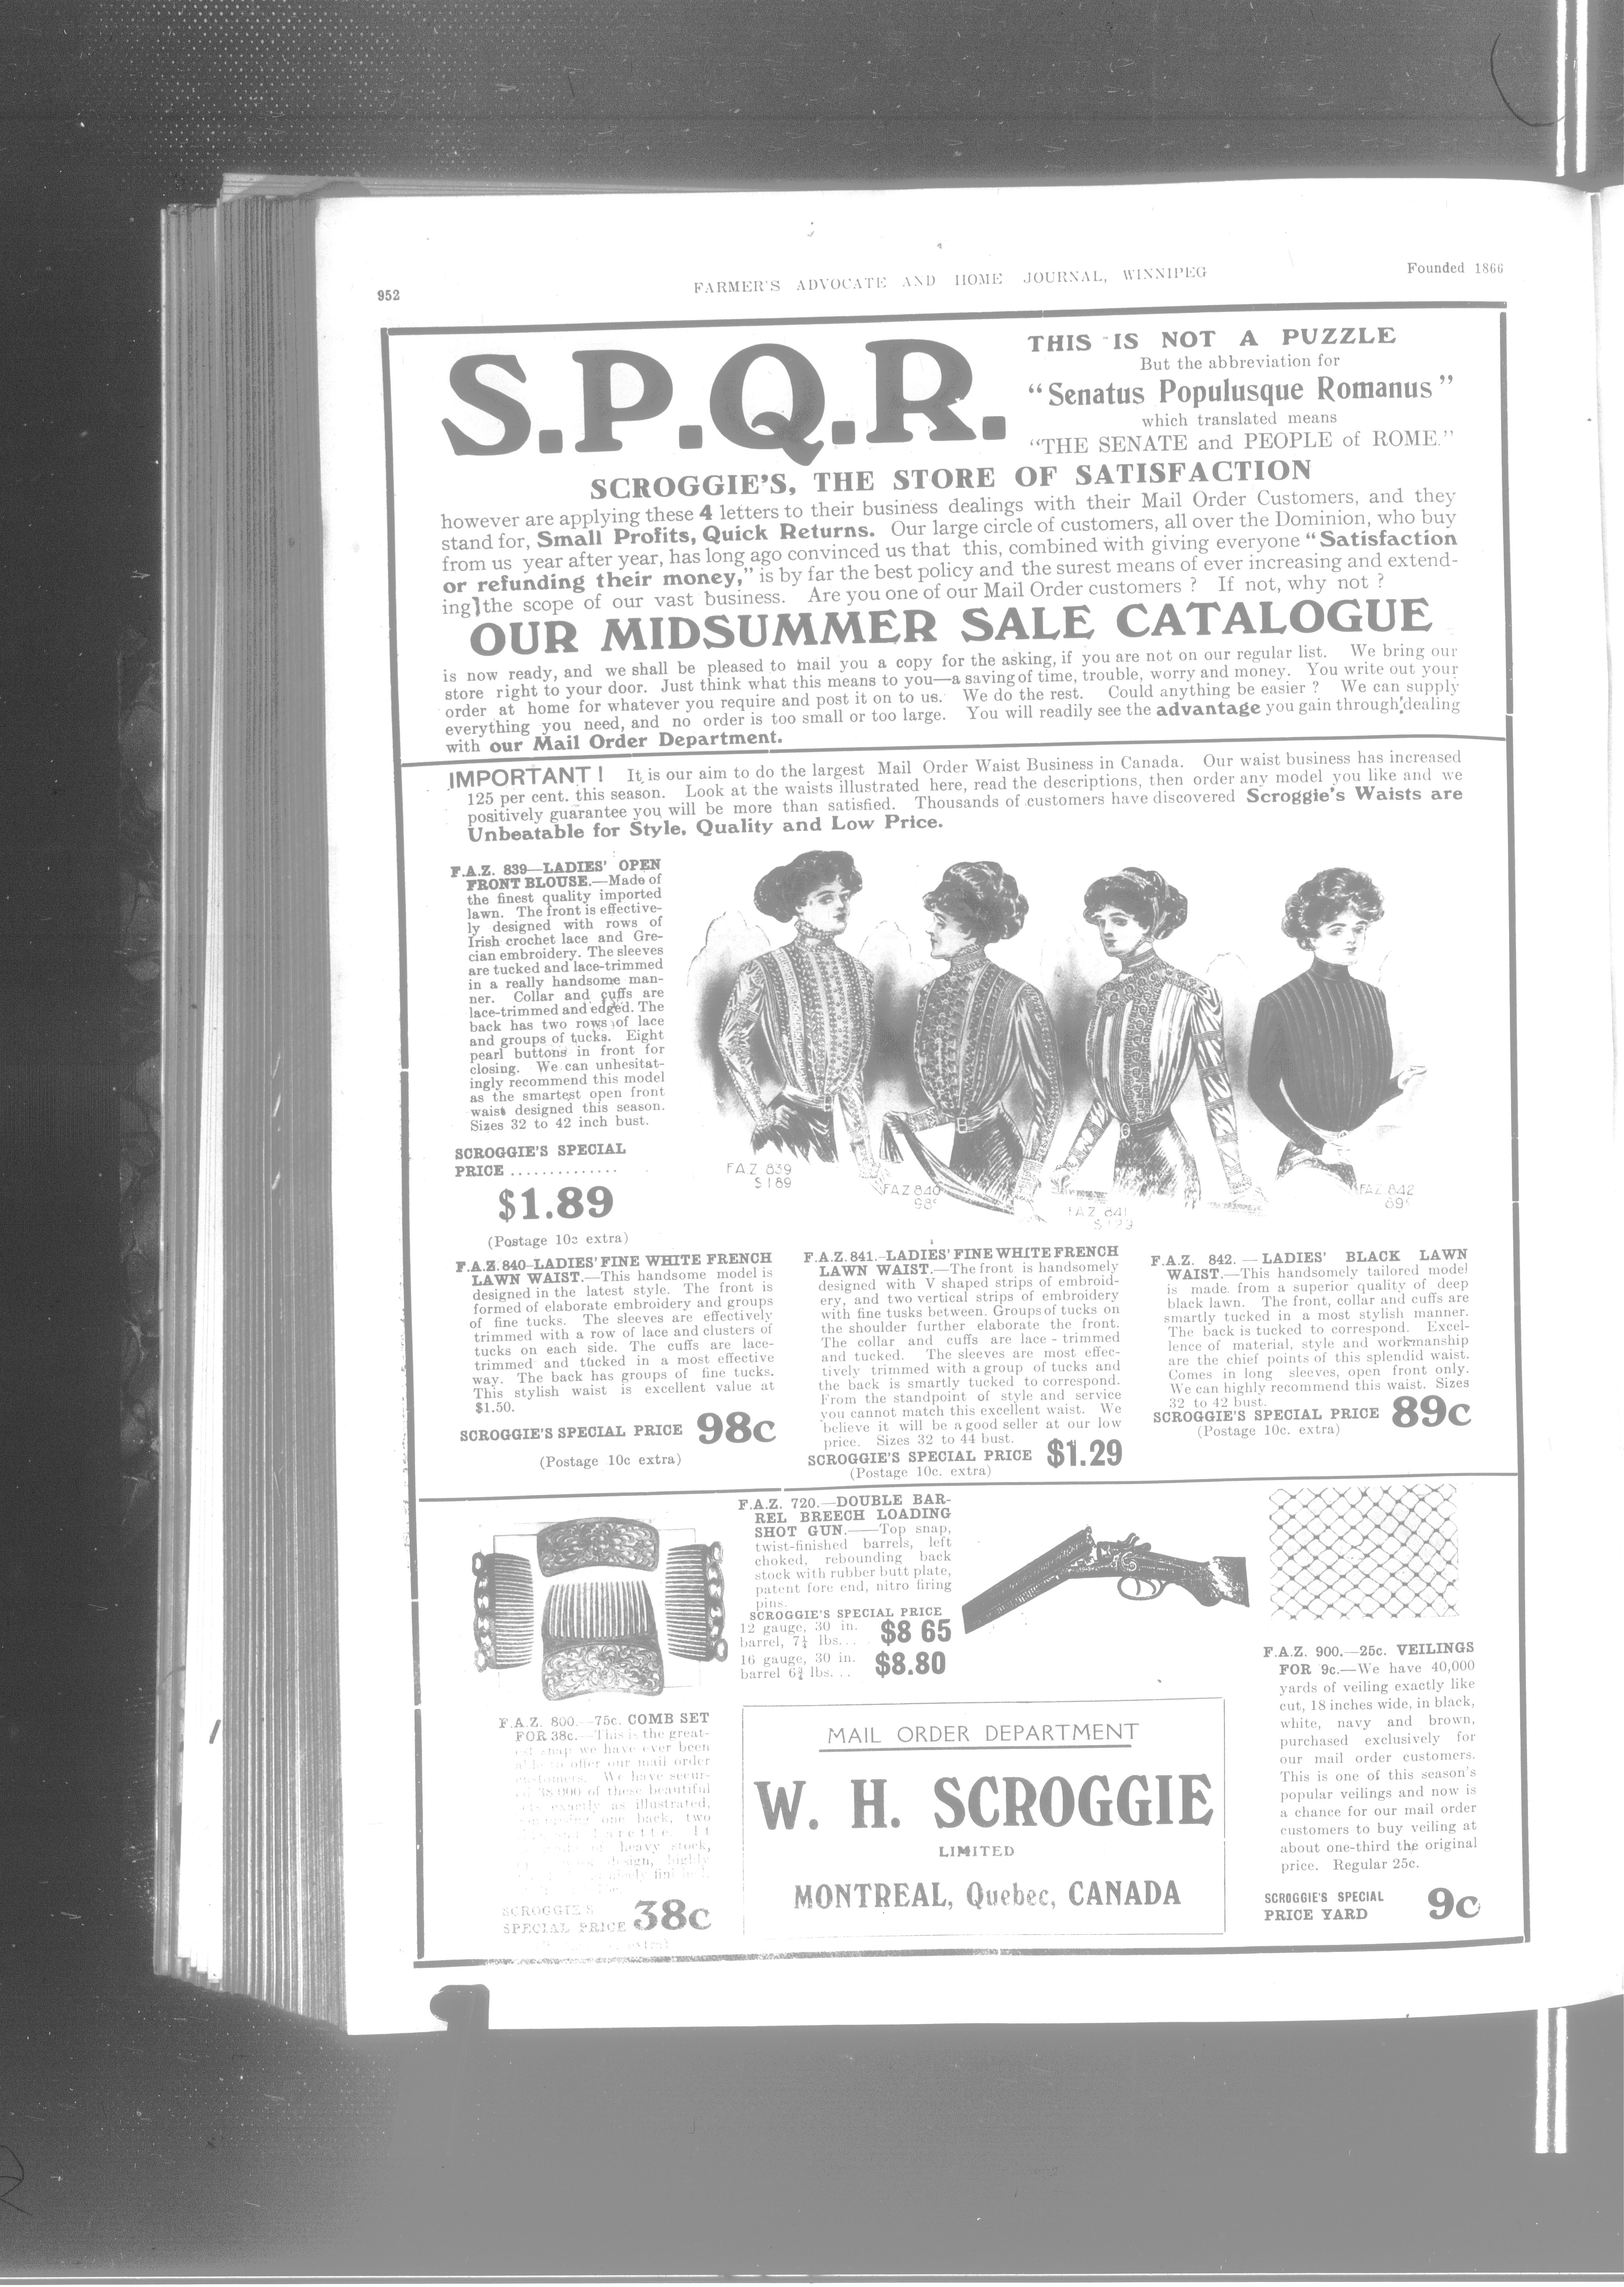 952
FARMER'S ADVOCATE AND HOME JOURNAL, WINNIPEG
Founded 1866
S.P.Q.R.
THIS IS NOT A PUZZLE
But the abbreviation for
"Senatus Populusque Romanus"
which translated means
"THE SENATE and PEOPLE of ROME."
SCROGGIE'S, THE STORE OF SATISFACTION
however are applying these 4 letters to their business dealings with their Mail Order Customers, and they
stand for, Small Profits, Quick Returns. Our large circle of customers, all over the Dominion, who buy
from us year after year, has long ago convinced us that this, combined with giving everyone "Satisfaction
or refunding their money," is by far the best policy and the surest means of ever increasing and extend-
ing the scope of our vast business. Are you one of our Mail Order customers ? If not, why not ?
OUR MIDSUMMER SALE CATALOGUE
is now ready, and we shall be pleased to mail you a copy for the asking, if you are not on our regular list. We bring our
store right to your door. Just think what this means to you—a saving of time, trouble, worry and money. You write out your
order at home for whatever you require and post it on to us. We do the rest. Could anything be easier ? We can supply
everything you need, and no order is too small or too large. You will readily see the advantage you gain through dealing
with our Mail Order Department.
IMPORTANT! It is our aim to do the largest Mail Order Waist Business in Canada. Our waist business has increased
125 per cent. this season. Look at the waists illustrated here, read the descriptions, then order any model you like and we
positively guarantee you will be more than satisfied. Thousands of customers have discovered Scroggie's Waists are
Unbeatable for Style, Quality and Low Price.
F.A.Z. 839—LADIES' OPEN
FRONT BLOUSE.—Made of
the finest quality imported
lawn. The front is effective-
ly designed with rows of
Irish crochet lace and Gre-
cian embroidery. The sleeves
are tucked and lace-trimmed
in a really handsome man-
ner. Collar and cuffs are
lace-trimmed and edged. The
back has two rows of lace
and groups of tucks. Eight
pearl buttons in front for
closing. We can unhesitat-
ingly recommend this model
as the smartest open front
waist designed this season.
Sizes 32 to 42 inch bust.
SCROGGIE'S SPECIAL
PRICE ..............
$1.89
(Postage 10c extra)
FAZ 839
$1.89
FAZ 840
98c
FAZ 841
FAZ 842
89c
F.A.Z. 840—LADIES' FINE WHITE FRENCH
LAWN WAIST.—This handsome model is
designed in the latest style. The front is
formed of elaborate embroidery and groups
of fine tucks. The sleeves are effectively
trimmed with a row of lace and clusters of
tucks on each side. The cuffs are lace-
trimmed and tucked in a most effective
way. The back has groups of fine tucks.
This stylish waist is excellent value at
$1.50.
SCROGGIE'S SPECIAL PRICE 98c
(Postage 10c extra)
F.A.Z. 841.—LADIES' FINE WHITE FRENCH
LAWN WAIST.—The front is handsomely
designed with V shaped strips of embroid-
ery, and two vertical strips of embroidery
with fine tusks between. Groups of tucks on
the shoulder further elaborate the front.
The collar and cuffs are lace-trimmed
and tucked. The sleeves are most effec-
tively trimmed with a group of tucks and
the back is smartly tucked to correspond.
From the standpoint of style and service
you cannot match this excellent waist. We
believe it will be a good seller at our low
price. Sizes 32 to 44 bust.
SCROGGIE'S SPECIAL PRICE $1.29
(Postage 10c. extra)
F.A.Z. 842.—LADIES' BLACK LAWN
WAIST.—This handsomely tailored model
is made from a superior quality of deep
black lawn. The front, collar and cuffs are
smartly tucked in a most stylish manner.
The back is tucked to correspond. Excel-
lence of material, style and workmanship
are the chief points of this splendid waist.
Comes in long sleeves, open front only.
We can highly recommend this waist. Sizes
32 to 42 bust.
SCROGGIE'S SPECIAL PRICE 89c
(Postage 10c. extra)
F.A.Z. 720.—DOUBLE BAR-
REL BREECH LOADING
SHOT GUN.—Top snap,
twist-finished barrels, left
choked, rebounding back
stock with rubber butt plate,
patent fore end, nitro firing
pins.
SCROGGIE'S SPECIAL PRICE
12 gauge, 30 in.
barrel, 7¼ lbs... $8 65
16 gauge, 30 in.
barrel 6¾ lbs... $8.80
F.A.Z. 800.—75c. COMB SET
FOR 38c.—This is the great-
est snap we have ever been
able to offer our mail order
customers. We have secur-
ed 38,000 of these beautiful
exactly as illustrated,
one back, two
heavy stock,
design, highly
SCROGGIE'S
SPECIAL PRICE 38c
extra)
MAIL ORDER DEPARTMENT
W. H. SCROGGIE
LIMITED
MONTREAL, Quebec, CANADA
F.A.Z. 900.—25c. VEILINGS
FOR 9c.—We have 40,000
yards of veiling exactly like
cut, 18 inches wide, in black,
white, navy and brown,
purchased exclusively for
our mail order customers.
This is one of this season's
popular veilings and now is
a chance for our mail order
customers to buy veiling at
about one-third the original
price. Regular 25c.
SCROGGIE'S SPECIAL
PRICE YARD 9c